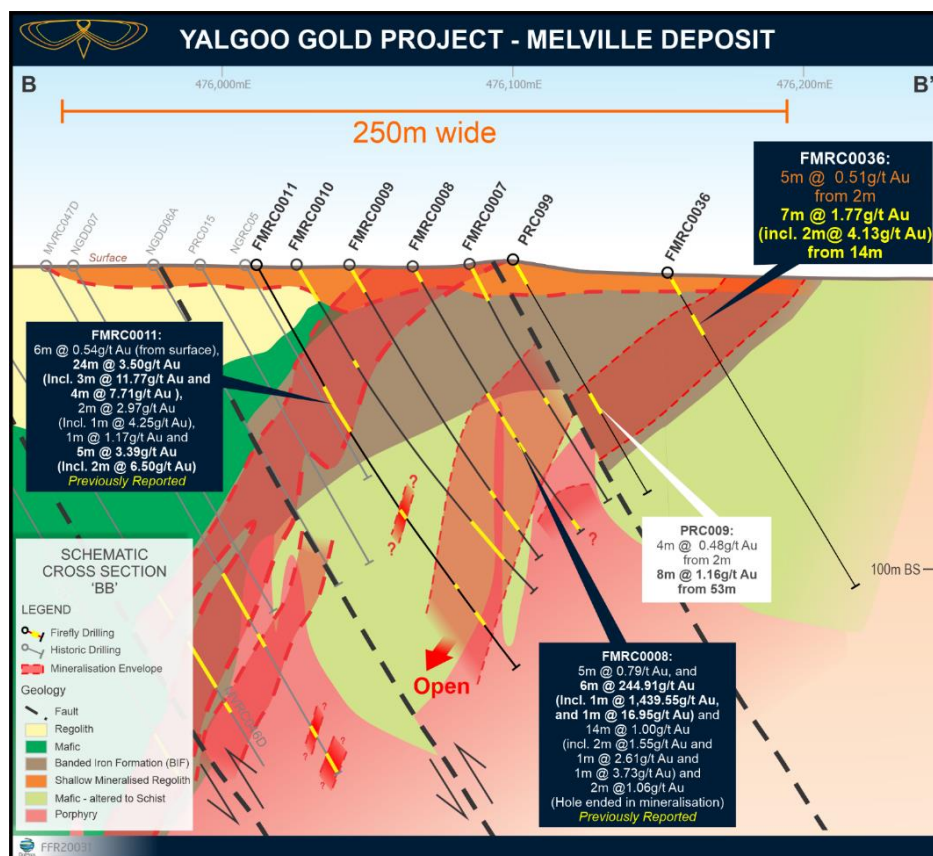 YALGOO GOLD PROJECT - MELVILLE DEPOSIT
B
476,000mE
476,100mE
476,200mE
B'
250m wide
MVRC047D
NGDD07
NGDD06A
PRC015
NGRC05
FMRC0011
FMRC0010
FMRC0009
FMRC0008
FMRC0007
PRC099
FMRC0036
Surface
FMRC0036:
5m @ 0.51g/t Au
from 2m
7m @ 1.77g/t Au
(incl. 2m@ 4.13g/t Au)
from 14m
FMRC0011:
6m @ 0.54g/t Au (from surface),
24m @ 3.50g/t Au
(Incl. 3m @ 11.77g/t Au and
4m @ 7.71g/t Au ),
2m @ 2.97g/t Au
(Incl. 1m @ 4.25g/t Au),
1m @ 1.17g/t Au and
5m @ 3.39g/t Au
(Incl. 2m @ 6.50g/t Au)
Previously Reported
?
?
?
?
?
?
PRC009:
4m @ 0.48g/t Au
from 2m
8m @ 1.16g/t Au
from 53m
100m BS
Open
FMRC0008:
5m @ 0.79/t Au, and
6m @ 244.91g/t Au
(Incl. 1m @ 1,439.55g/t Au,
and 1m @ 16.95g/t Au) and
14m @ 1.00g/t Au
(incl. 2m @1.55g/t Au and
1m @ 2.61g/t Au and
1m @ 3.73g/t Au) and
2m @1.06g/t Au
(Hole ended in mineralisation)
Previously Reported
SCHEMATIC
CROSS SECTION
'BB'
LEGEND
Firefly Drilling
Historic Drilling
Mineralisation Envelope
Geology
Fault
Regolith
Mafic
Banded Iron Formation (BIF)
Shallow Mineralised Regolith
Mafic - altered to Schist
Porphyry
FFR20031